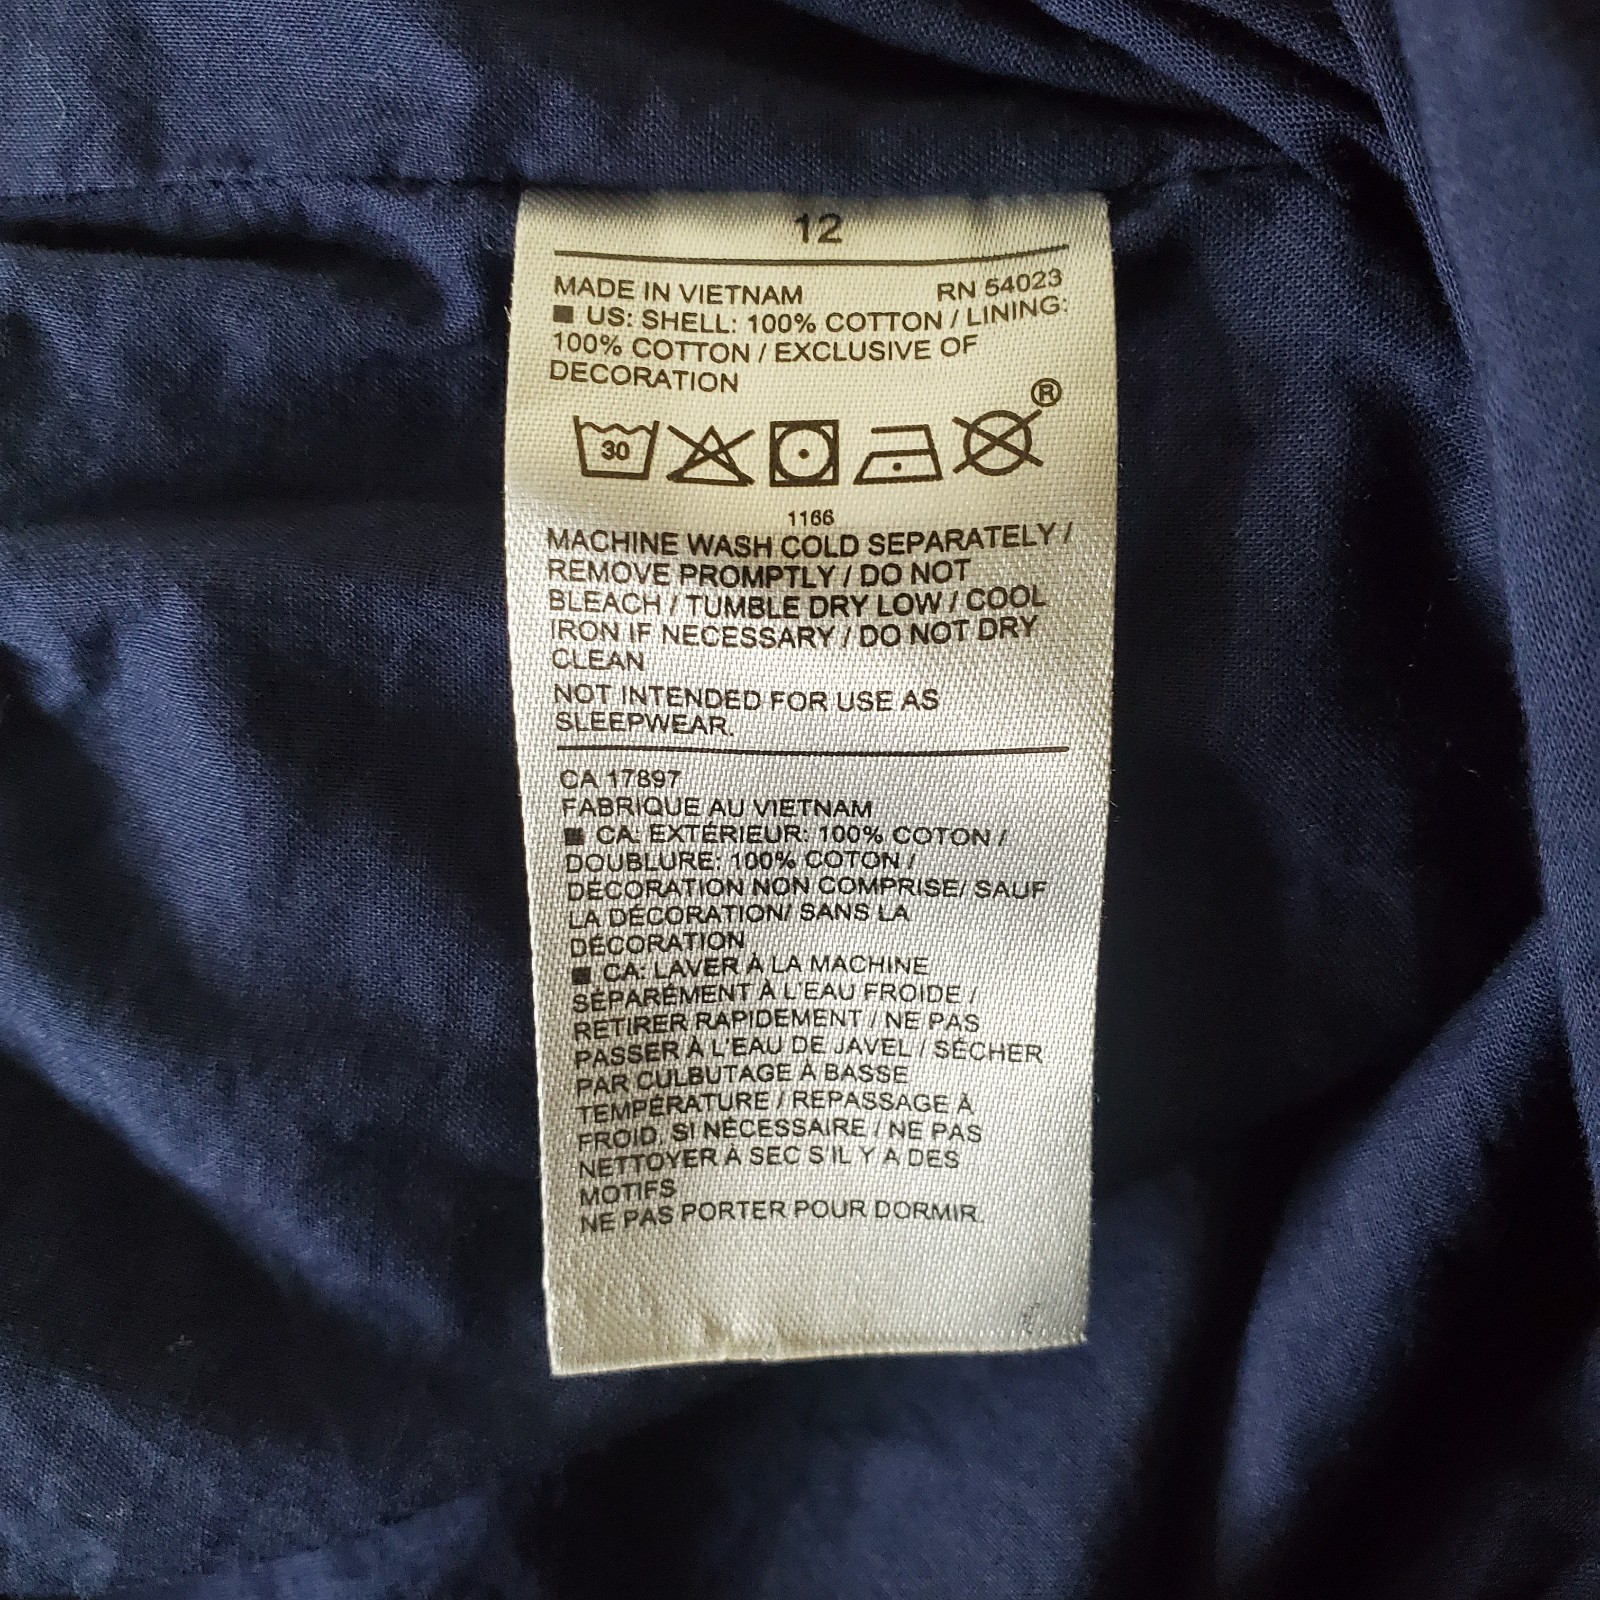 12
MADE IN VIETNAM RN 54023
■ US: SHELL: 100% COTTON / LINING:
100% COTTON / EXCLUSIVE OF
DECORATION
®
30
1166
MACHINE WASH COLD SEPARATELY /
REMOVE PROMPTLY / DO NOT
BLEACH / TUMBLE DRY LOW / COOL
IRON IF NECESSARY / DO NOT DRY
CLEAN
NOT INTENDED FOR USE AS
SLEEPWEAR.
CA 17897
FABRIQUE AU VIETNAM
■ CA: EXTÉRIEUR: 100% COTON /
DOUBLURE: 100% COTON /
DECORATION NON COMPRISE/ SAUF
LA DÉCORATION/ SANS LA
DÉCORATION
■ CA: LAVER À LA MACHINE
SÉPARÉMENT À L'EAU FROIDE /
RETIRER RAPIDEMENT / NE PAS
PASSER À L'EAU DE JAVEL / SÉCHER
PAR CULBUTAGE À BASSE
TEMPÉRATURE / REPASSAGE À
FROID, SI NÉCESSAIRE / NE PAS
NETTOYER À SEC S'IL Y A DES
MOTIFS
NE PAS PORTER POUR DORMIR.